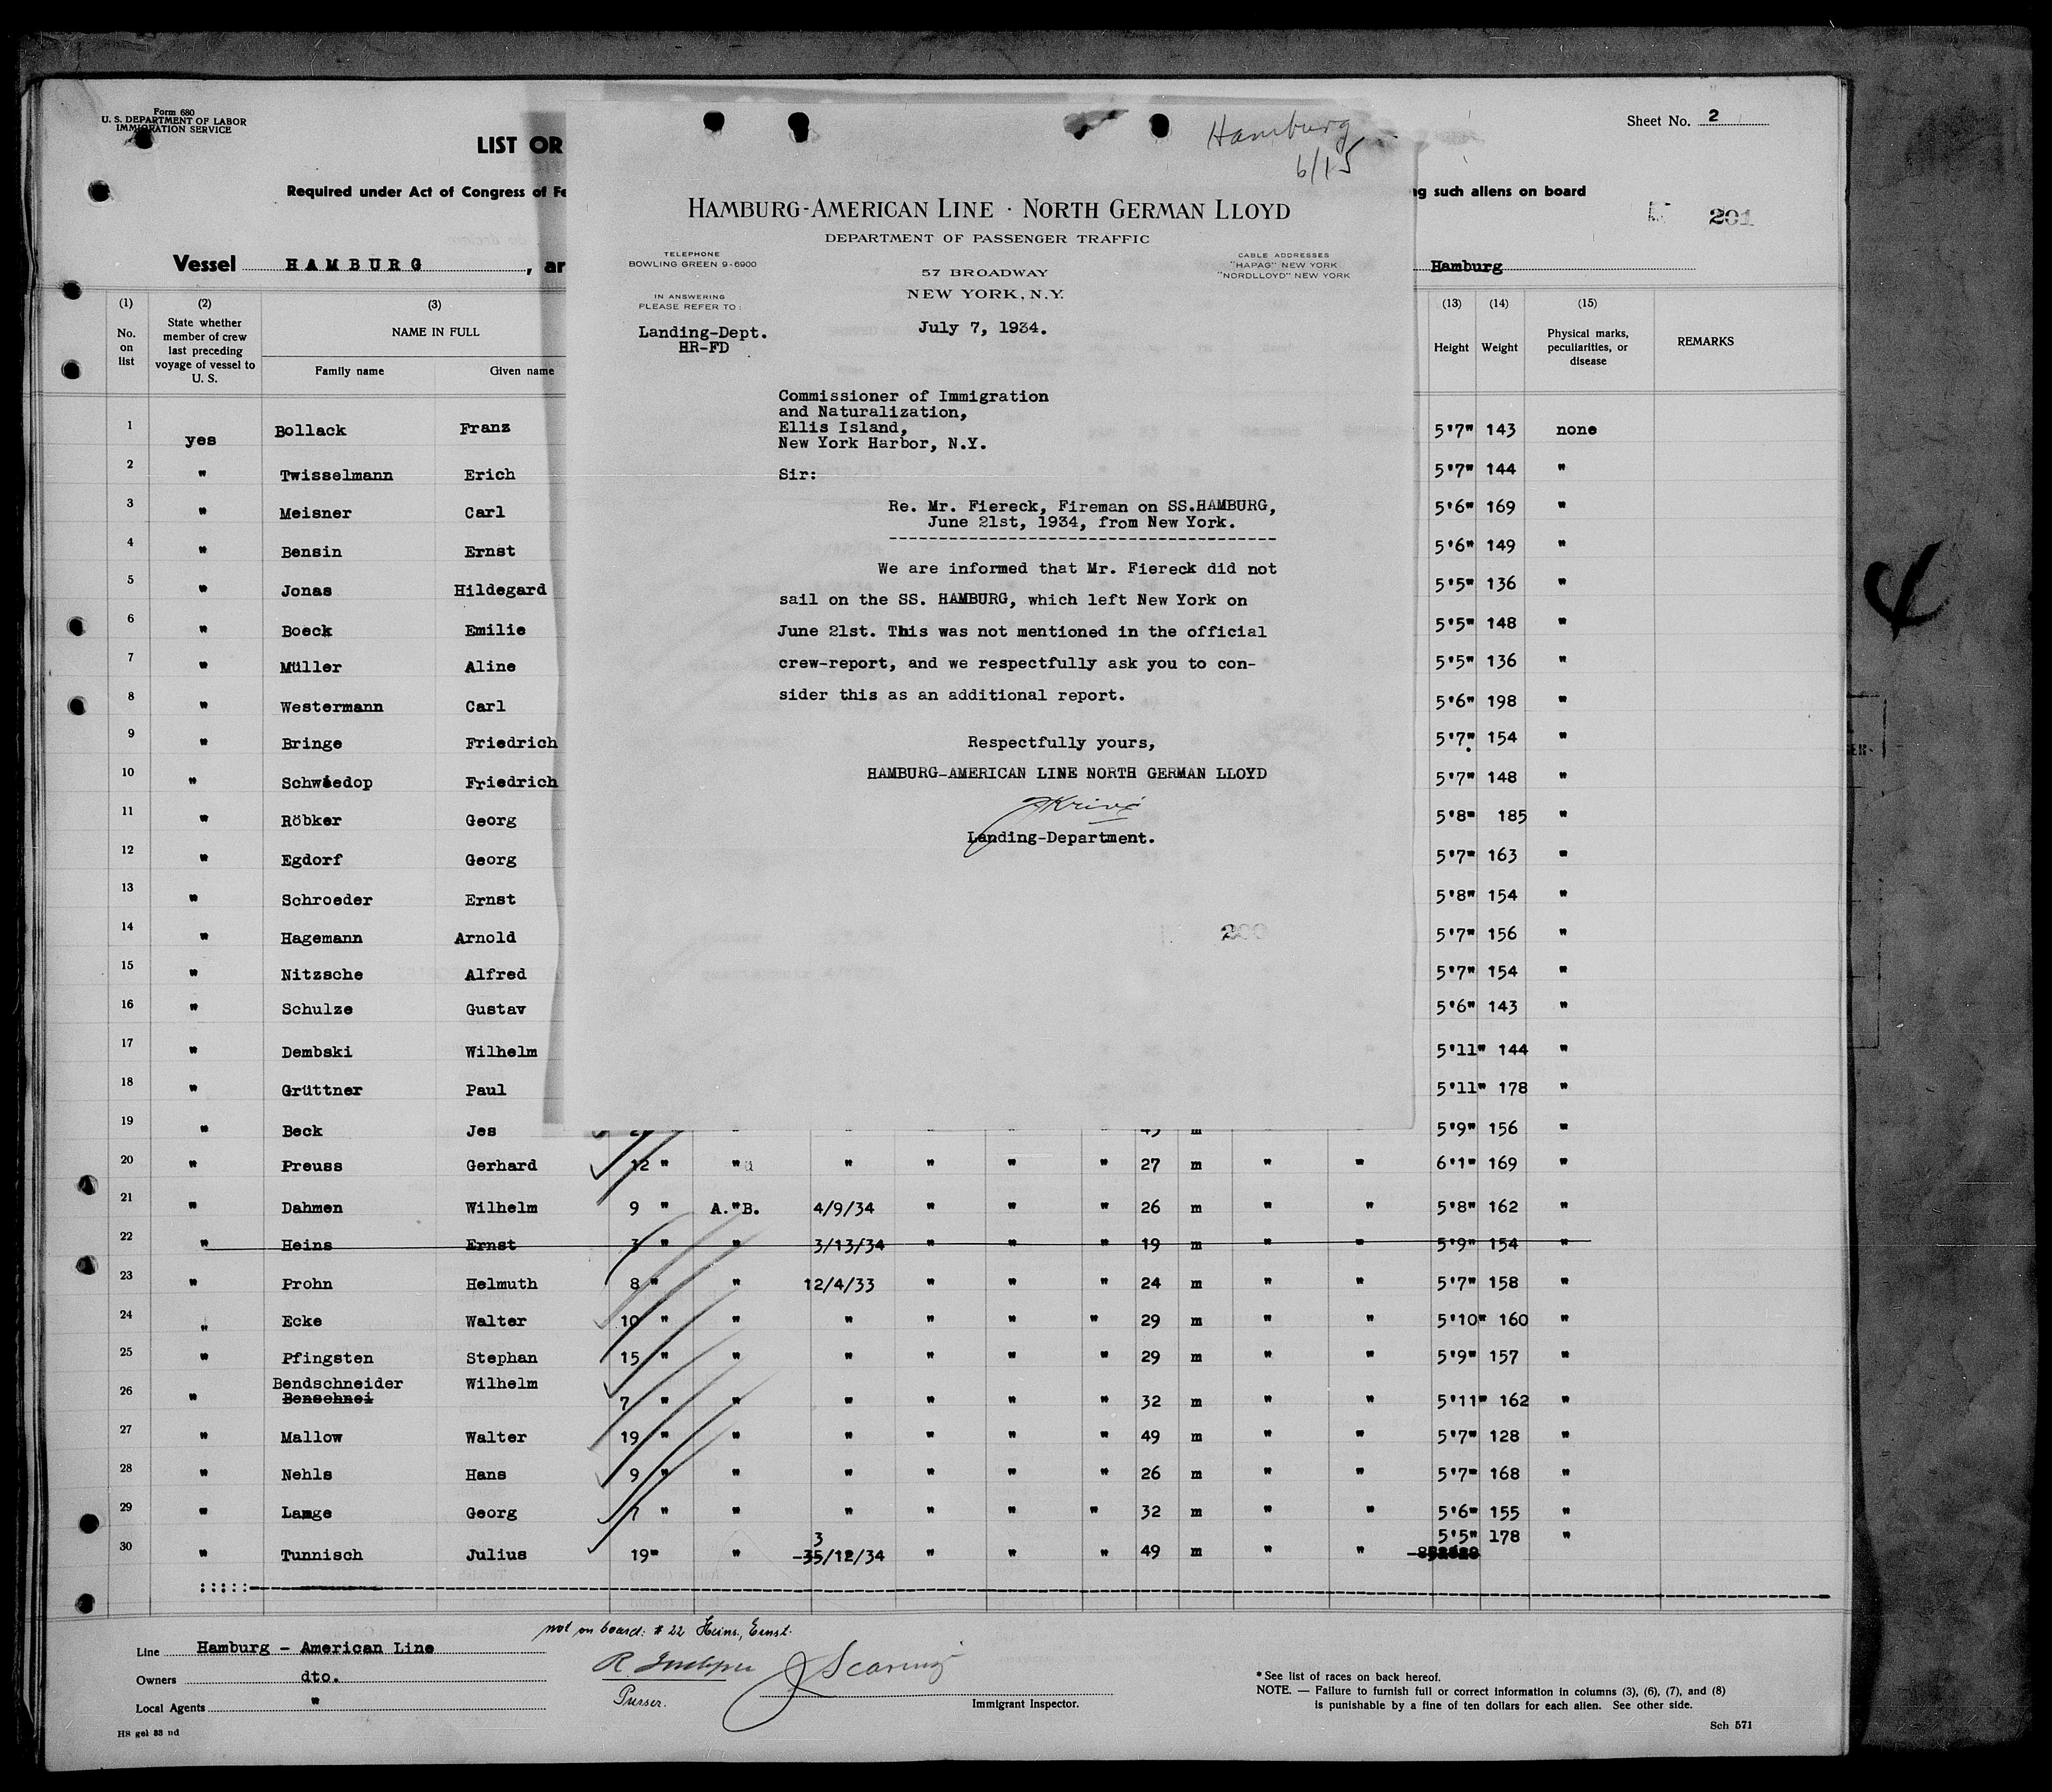 Form 680
U. S. DEPARTMENT OF LABOR
IMMIGRATION SERVICE
Sheet No. 2
LIST OR
Required under Act of Congress of Fe
ng such aliens on board
201
Vessel HAMBURG, ar
Hamburg
(1) (2) (3) (13) (14) (15)
No. on list
State whether member of crew last preceding voyage of vessel to U. S.
NAME IN FULL
Family name Given name
Height Weight
Physical marks, peculiarities, or disease
REMARKS
Hamburg
6/15
HAMBURG-AMERICAN LINE · NORTH GERMAN LLOYD
DEPARTMENT OF PASSENGER TRAFFIC
TELEPHONE
BOWLING GREEN 9-6900
CABLE ADDRESSES
"HAPAG" NEW YORK
"NORDLLOYD" NEW YORK
57 BROADWAY
NEW YORK, N.Y.
IN ANSWERING
PLEASE REFER TO:
Landing-Dept.
HR-FD
July 7, 1934.
Commissioner of Immigration
and Naturalization,
Ellis Island,
New York Harbor, N.Y.
Sir:
Re. Mr. Fiereck, Fireman on SS.HAMBURG,
June 21st, 1934, from New York.
We are informed that Mr. Fiereck did not
sail on the SS. HAMBURG, which left New York on
June 21st. This was not mentioned in the official
crew-report, and we respectfully ask you to con-
sider this as an additional report.
Respectfully yours,
HAMBURG-AMERICAN LINE NORTH GERMAN LLOYD
Landing-Department.
200
1 yes Bollack Franz 5'7" 143 none
2 " Twisselmann Erich 5'7" 144 "
3 " Meisner Carl 5'6" 169 "
4 " Bensin Ernst 5'6" 149 "
5 " Jonas Hildegard 5'5" 136 "
6 " Boeck Emilie 5'5" 148 "
7 " Müller Aline 5'5" 136 "
8 " Westermann Carl 5'6" 198 "
9 " Bringe Friedrich 5'7" 154 "
10 " Schwiedop Friedrich 5'7" 148 "
11 " Röbker Georg 5'8" 185 "
12 " Egdorf Georg 5'7" 163 "
13 " Schroeder Ernst 5'8" 154 "
14 " Hagemann Arnold 5'7" 156 "
15 " Nitzsche Alfred 5'7" 154 "
16 " Schulze Gustav 5'6" 143 "
17 " Dembski Wilhelm 5'11" 144 "
18 " Grüttner Paul 5'11" 178 "
19 " Beck Jes m 5'9" 156 "
20 " Preuss Gerhard 12 " " " " " " 27 m " " 6'1" 169 "
21 " Dahmen Wilhelm 9 " A."B. 4/9/34 " " " 26 m " " 5'8" 162 "
22 " Heins Ernst 3 " " 3/13/34 " " " 19 m " " 5'9" 154 "
23 " Prohn Helmuth 8 " " 12/4/33 " " " 24 m " " 5'7" 158 "
24 " Ecke Walter 10 " " " " " " 29 m " " 5'10" 160 "
25 " Pfingsten Stephan 15 " " " " " " 29 m " " 5'9" 157 "
Bendschneider Wilhelm
26 " Benschnei 7 " " " " " " 32 m " " 5'11" 162 "
27 " Mallow Walter 19 " " " " " " 49 m " " 5'7" 128 "
28 " Nehls Hans 9 " " " " " " 26 m " " 5'7" 168 "
29 " Lange Georg 7 " " " " " " 32 m " " 5'6" 155 "
3 5'5" 178 "
30 " Tunnisch Julius 19" " 35/12/34 " " " 49 m " "
not on board: # 22 Heins, Ernst.
Line Hamburg - American Line
Owners dto.
Local Agents "
Purser.
Immigrant Inspector.
* See list of races on back hereof.
NOTE. — Failure to furnish full or correct information in columns (3), (6), (7), and (8)
is punishable by a fine of ten dollars for each alien. See other side.
HS gel 33 nd
Sch 571